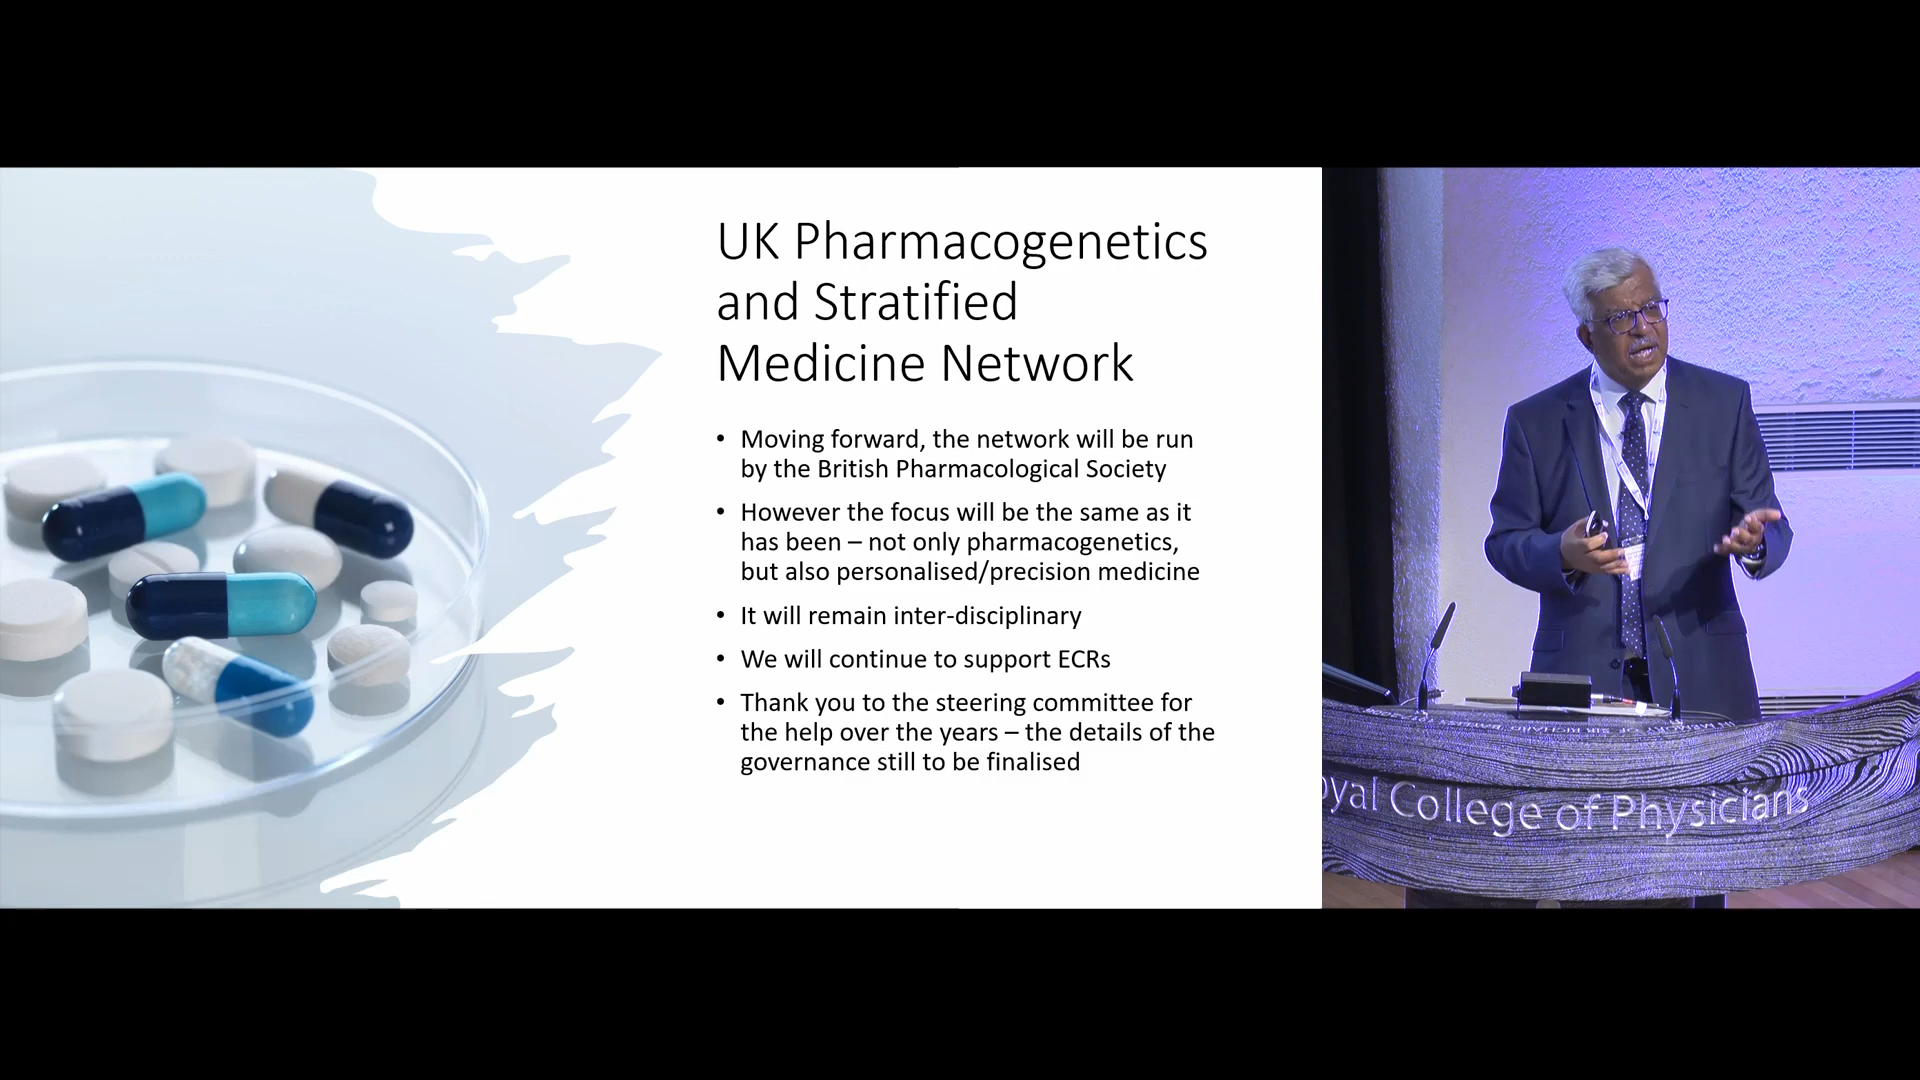 UK Pharmacogenetics
and Stratified
Medicine Network
• Moving forward, the network will be run
by the British Pharmacological Society
• However the focus will be the same as it
has been – not only pharmacogenetics,
but also personalised/precision medicine
• It will remain inter-disciplinary
• We will continue to support ECRs
• Thank you to the steering committee for
the help over the years – the details of the
governance still to be finalised
oyal College of Physicians